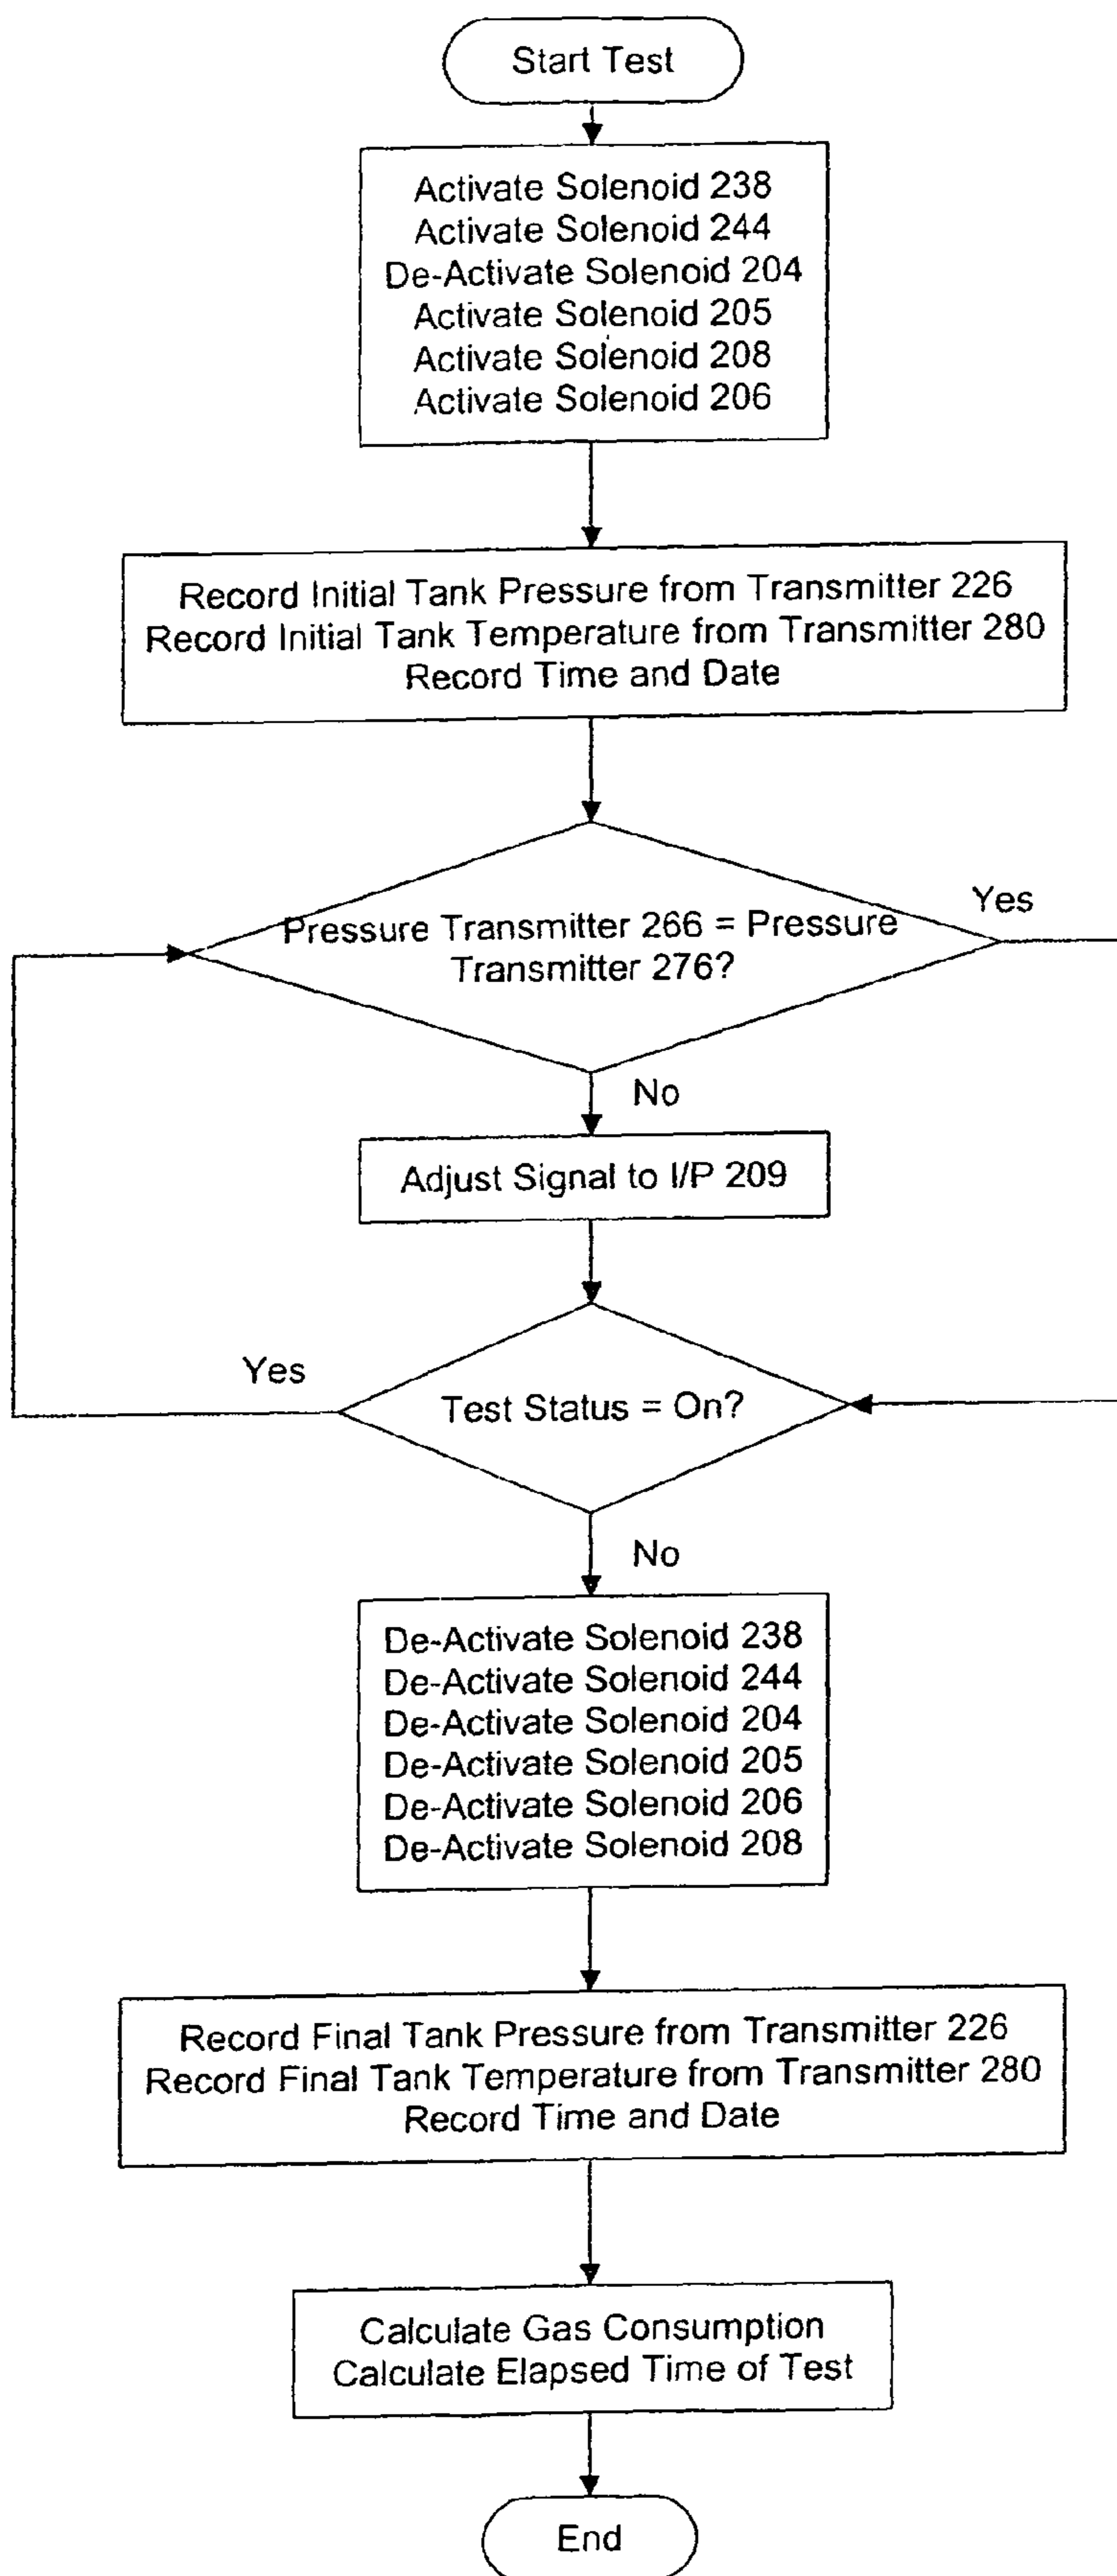 Start Test
Activate Solenoid 238
Activate Solenoid 244
De-Activate Solenoid 204
Activate Solenoid 205
Activate Solenoid 208
Activate Solenoid 206
Record Initial Tank Pressure from Transmitter 226
Record Initial Tank Temperature from Transmitter 280
Record Time and Date
Yes
Pressure Transmitter 266 = Pressure
Transmitter 276?
No
Adjust Signal to I/P 209
Yes
Test Status = On?
No
De-Activate Solenoid 238
De-Activate Solenoid 244
De-Activate Solenoid 204
De-Activate Solenoid 205
De-Activate Solenoid 206
De-Activate Solenoid 208
Record Final Tank Pressure from Transmitter 226
Record Final Tank Temperature from Transmitter 280
Record Time and Date
Calculate Gas Consumption
Calculate Elapsed Time of Test
End